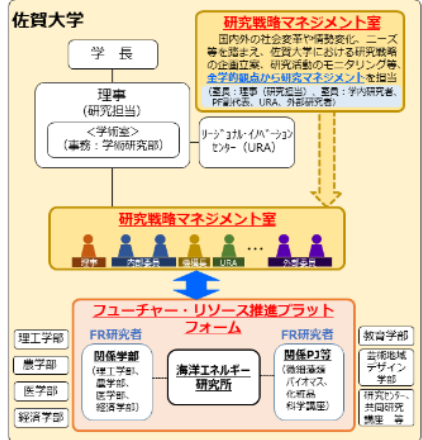 佐賀大学
研究戦略マネジメント室
国内外の社会変革や情勢変化、ニーズ
等を踏まえ、佐賀大学における研究戦略
の企画立案、研究活動のモニタリング等、
全学的観点から研究マネジメントを担当
（室長：理事（研究担当）、室員：学内研究者、
PF副代表、URA、外部研究者）
学 長
理事
（研究担当）
＜学術室＞
（事務：学術研究部）
リージョナル・イノベーション
センター（URA）
研究戦略マネジメント室
理事
内部委員
URA
…
外部委員
フューチャー・リソース推進プラット
フォーム
FR研究者
関係学部
（理工学部、
農学部、
医学部、
経済学部）
海洋エネルギー
研究所
FR研究者
関係PJ等
（微細藻類
バイオマス、
化粧品
科学講座）
理工学部
農学部
医学部
経済学部
教育学部
芸術地域
デザイン
学部
研究センター、
共同研究
講座 等